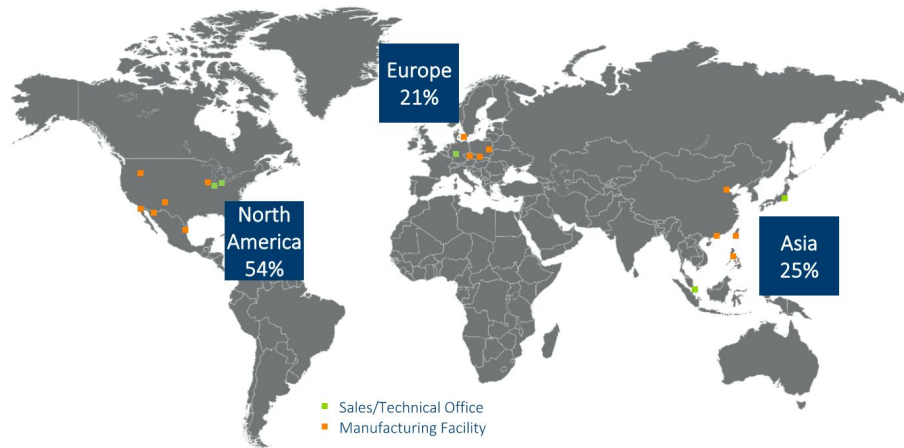 Europe
21%
North
America
54%
Asia
25%
Sales/Technical Office
Manufacturing Facility